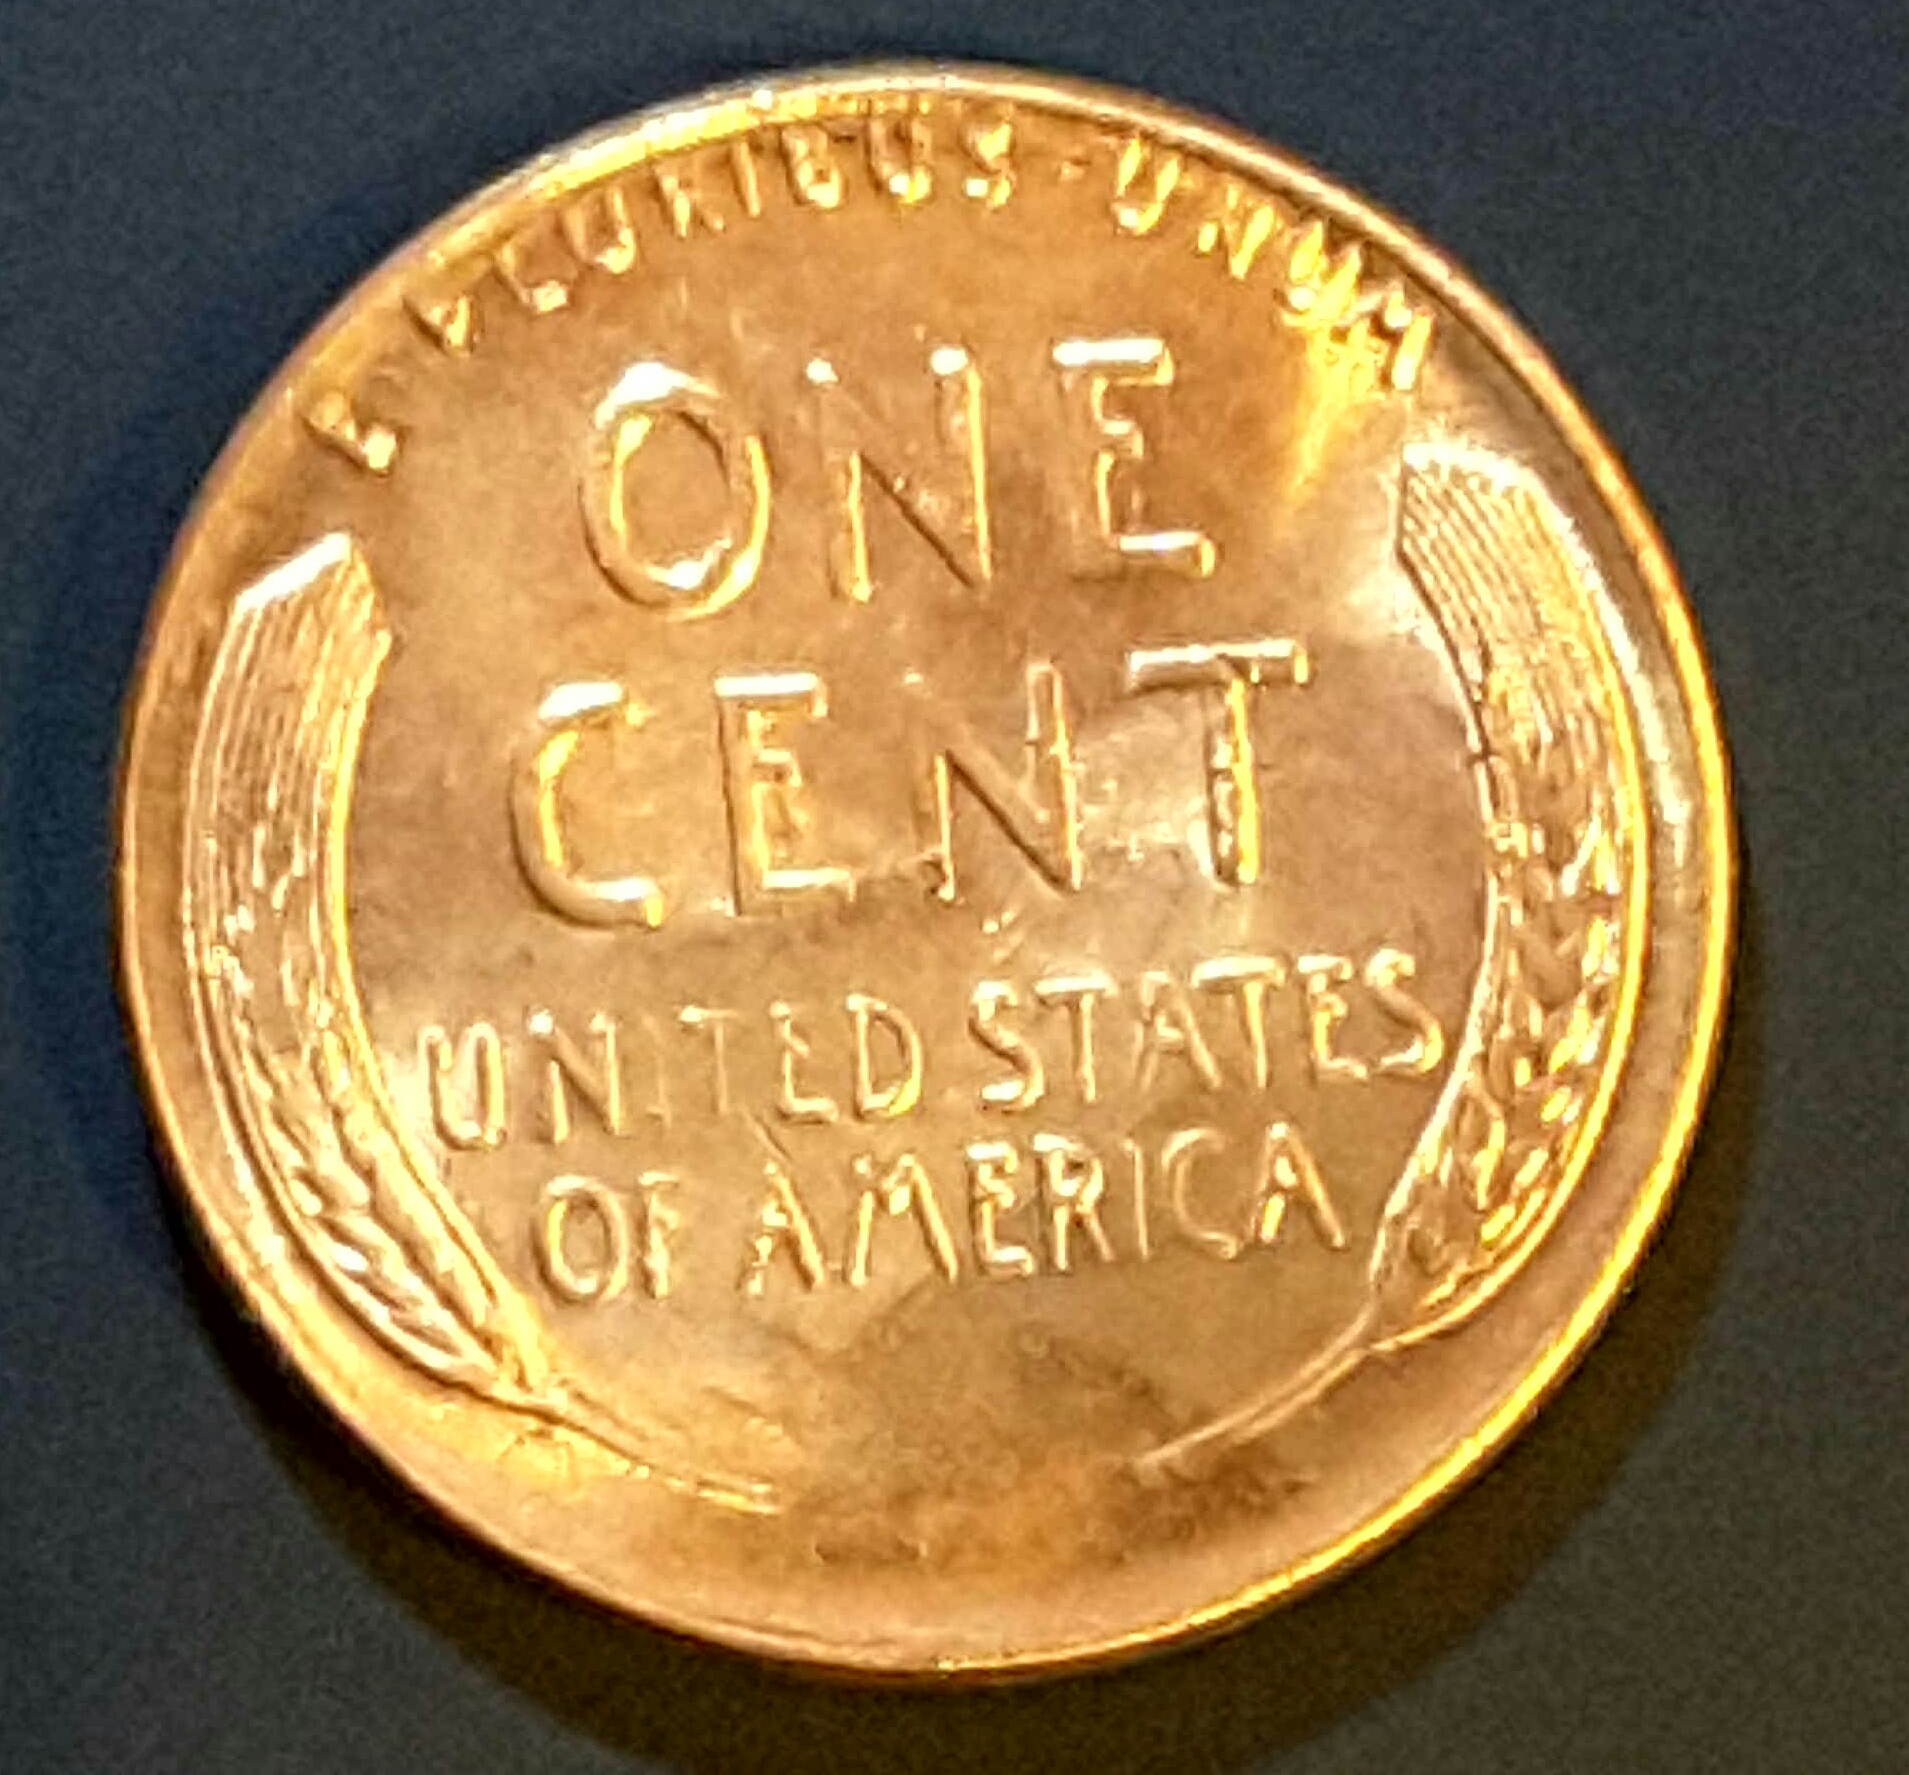 E · PLURIBUS · UNUM
ONE
CENT
UNITED STATES
OF AMERICA